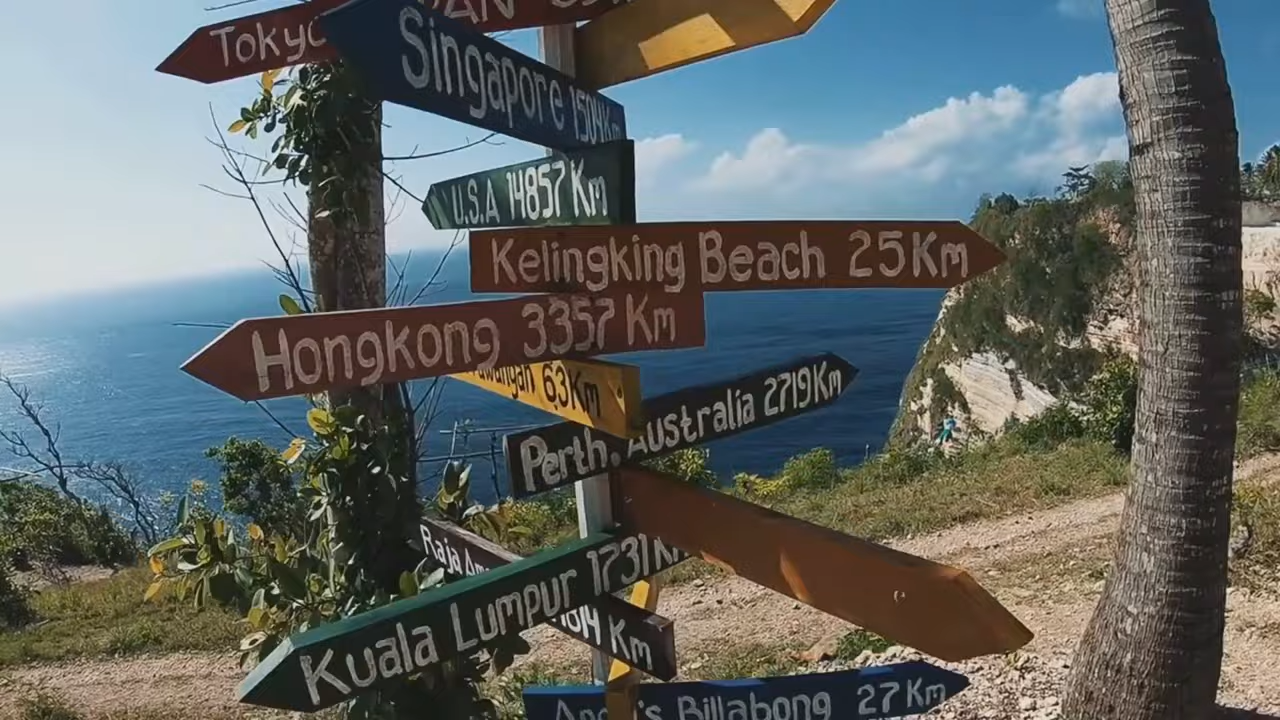 Tokyo
Singapore 1504Km
U.S.A 14857 Km
Kelingking Beach 25Km
Hongkong 3357 Km
63Km
Perth, Australia 2719Km
Raja
Kuala Lumpur 1731Km
Km
Billabong 27Km